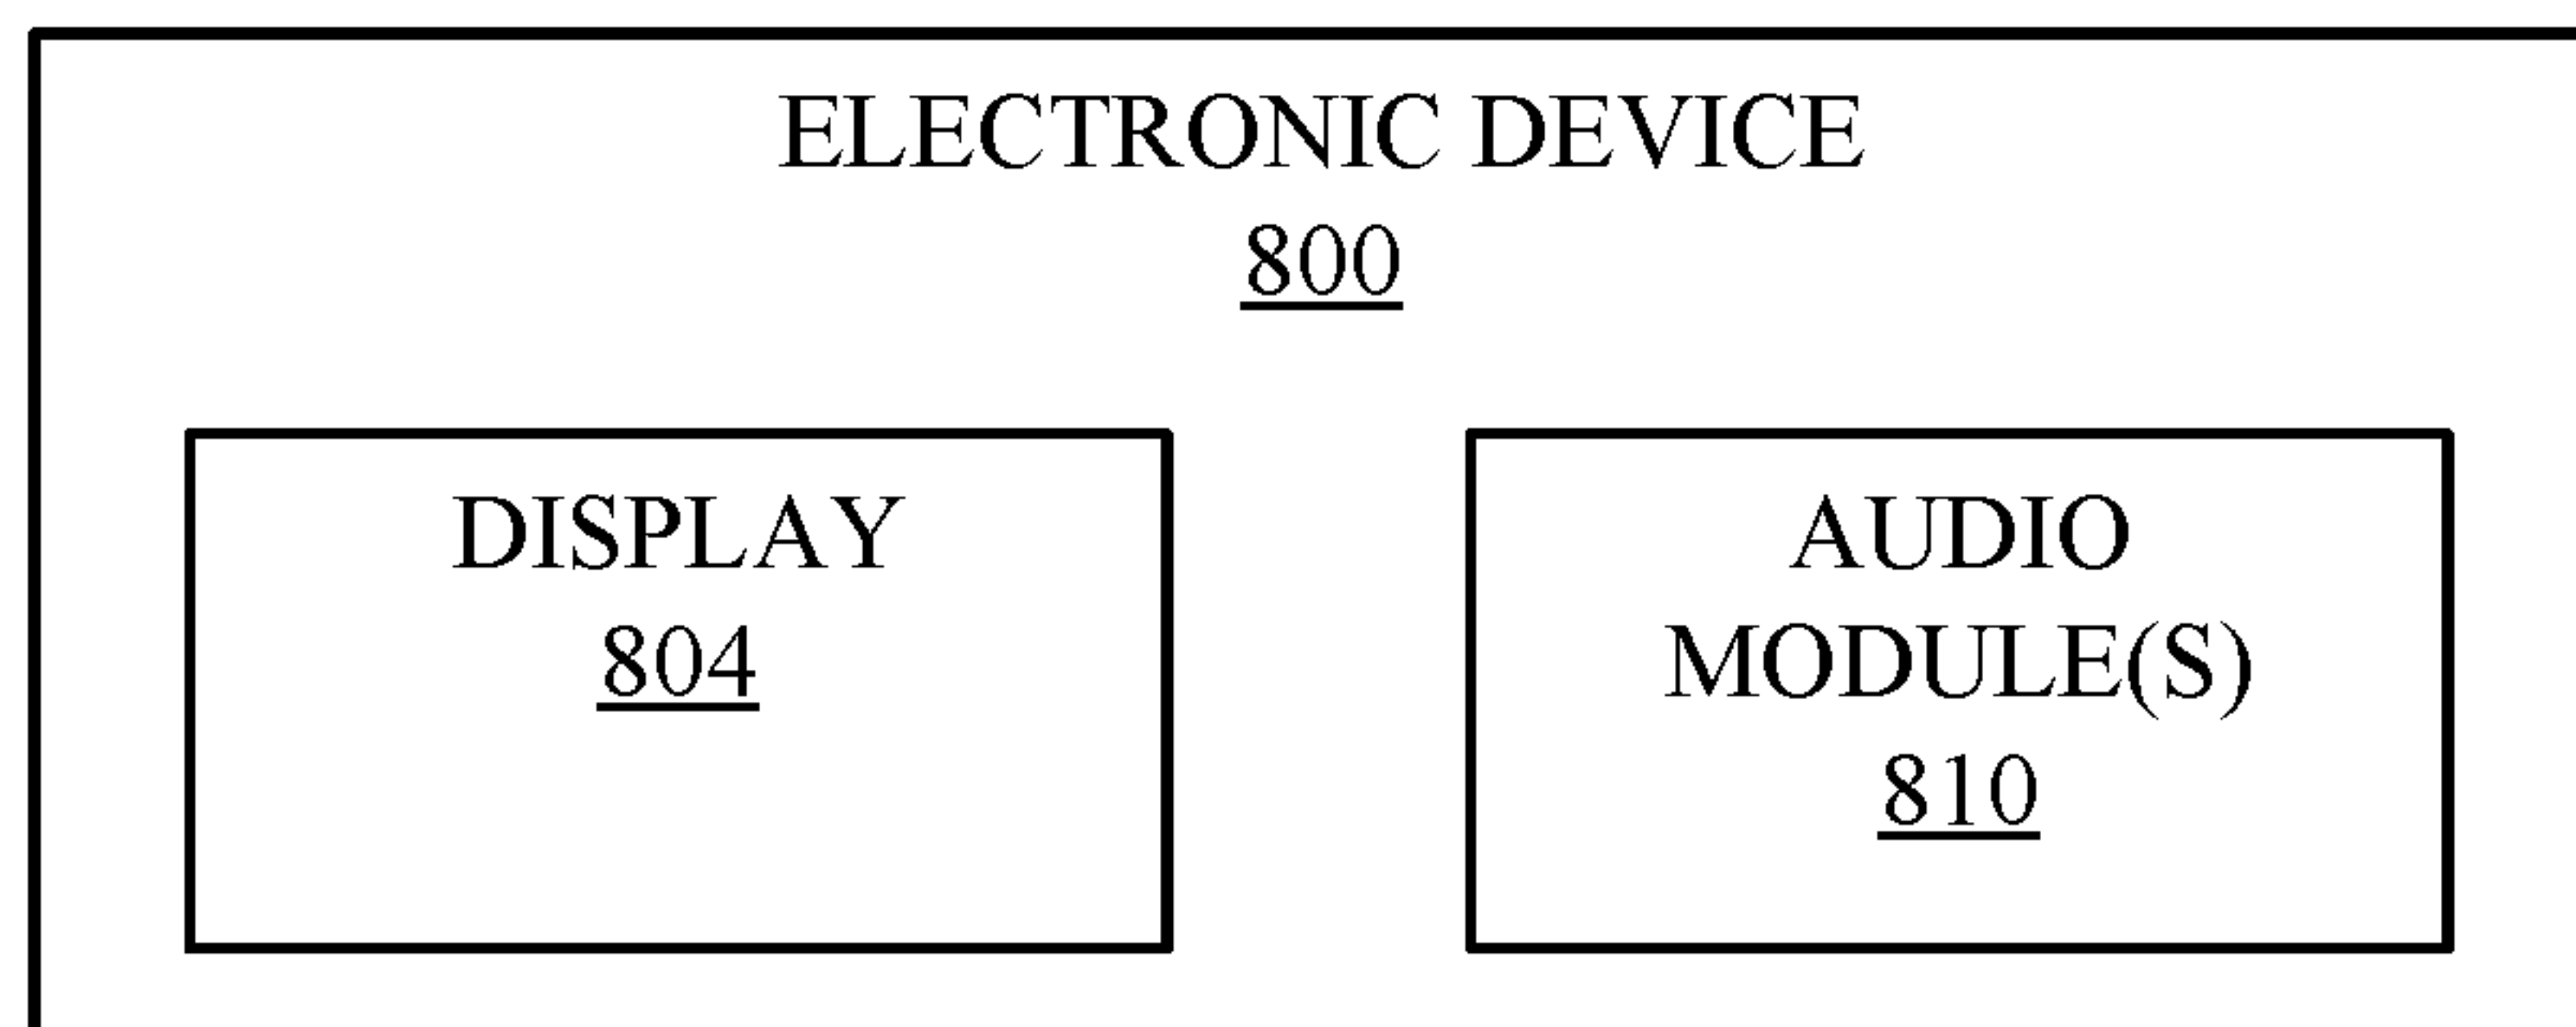 ELECTRONIC DEVICE
800
DISPLAY
804
AUDIO
MODULE(S)
810